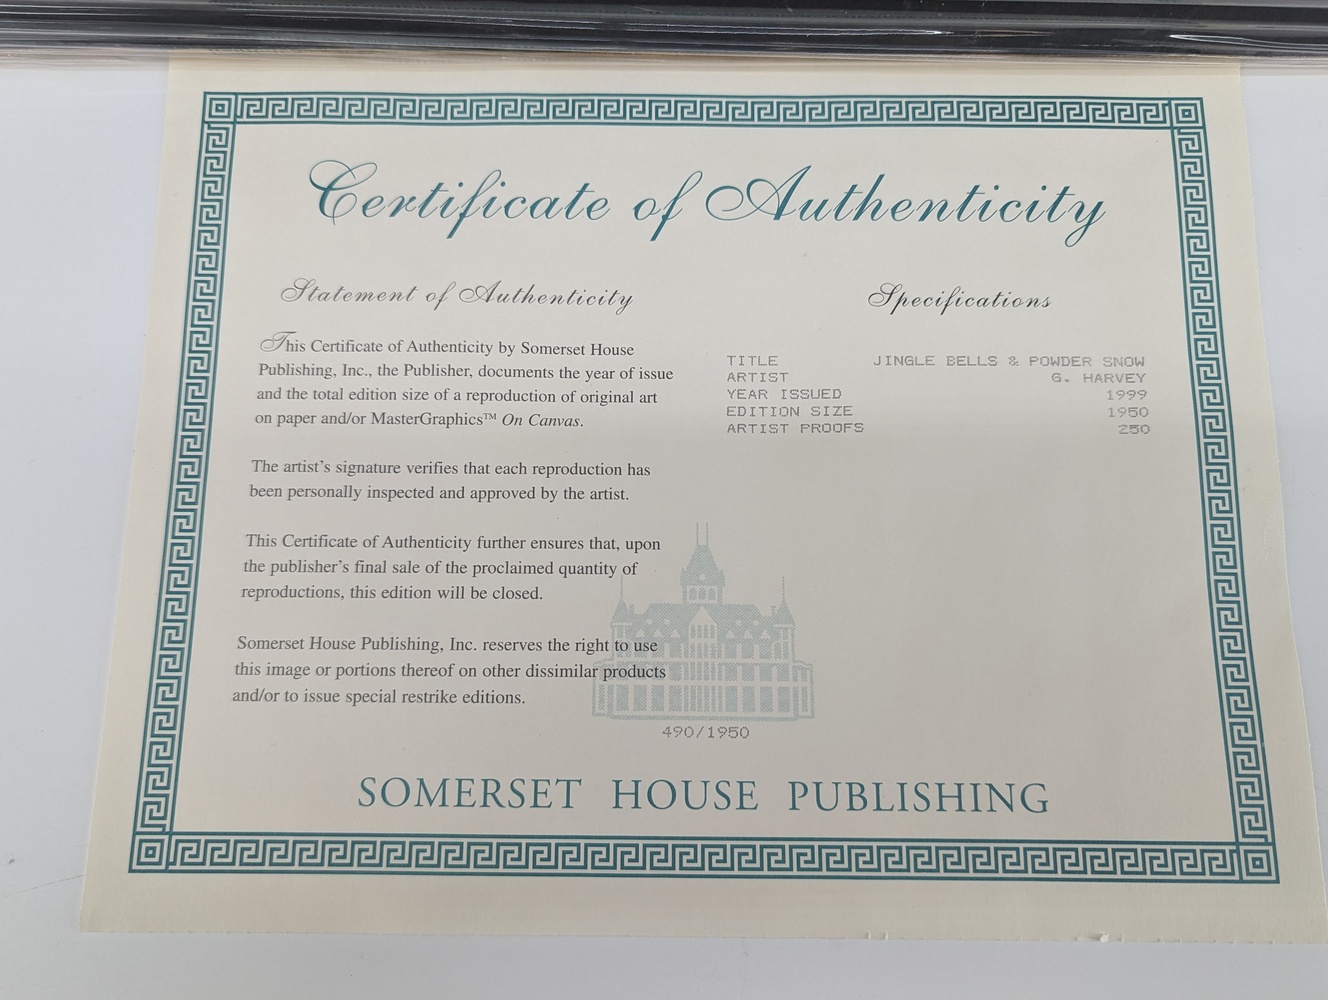 Certificate of Authenticity
Statement of Authenticity
This Certificate of Authenticity by Somerset House
Publishing, Inc., the Publisher, documents the year of issue
and the total edition size of a reproduction of original art
on paper and/or MasterGraphics™ On Canvas.
The artist's signature verifies that each reproduction has
been personally inspected and approved by the artist.
This Certificate of Authenticity further ensures that, upon
the publisher's final sale of the proclaimed quantity of
reproductions, this edition will be closed.
Somerset House Publishing, Inc. reserves the right to use
this image or portions thereof on other dissimilar products
and/or to issue special restrike editions.
Specifications
TITLE JINGLE BELLS & POWDER SNOW
ARTIST G. HARVEY
YEAR ISSUED 1999
EDITION SIZE 1950
ARTIST PROOFS 250
490/1950
SOMERSET HOUSE PUBLISHING